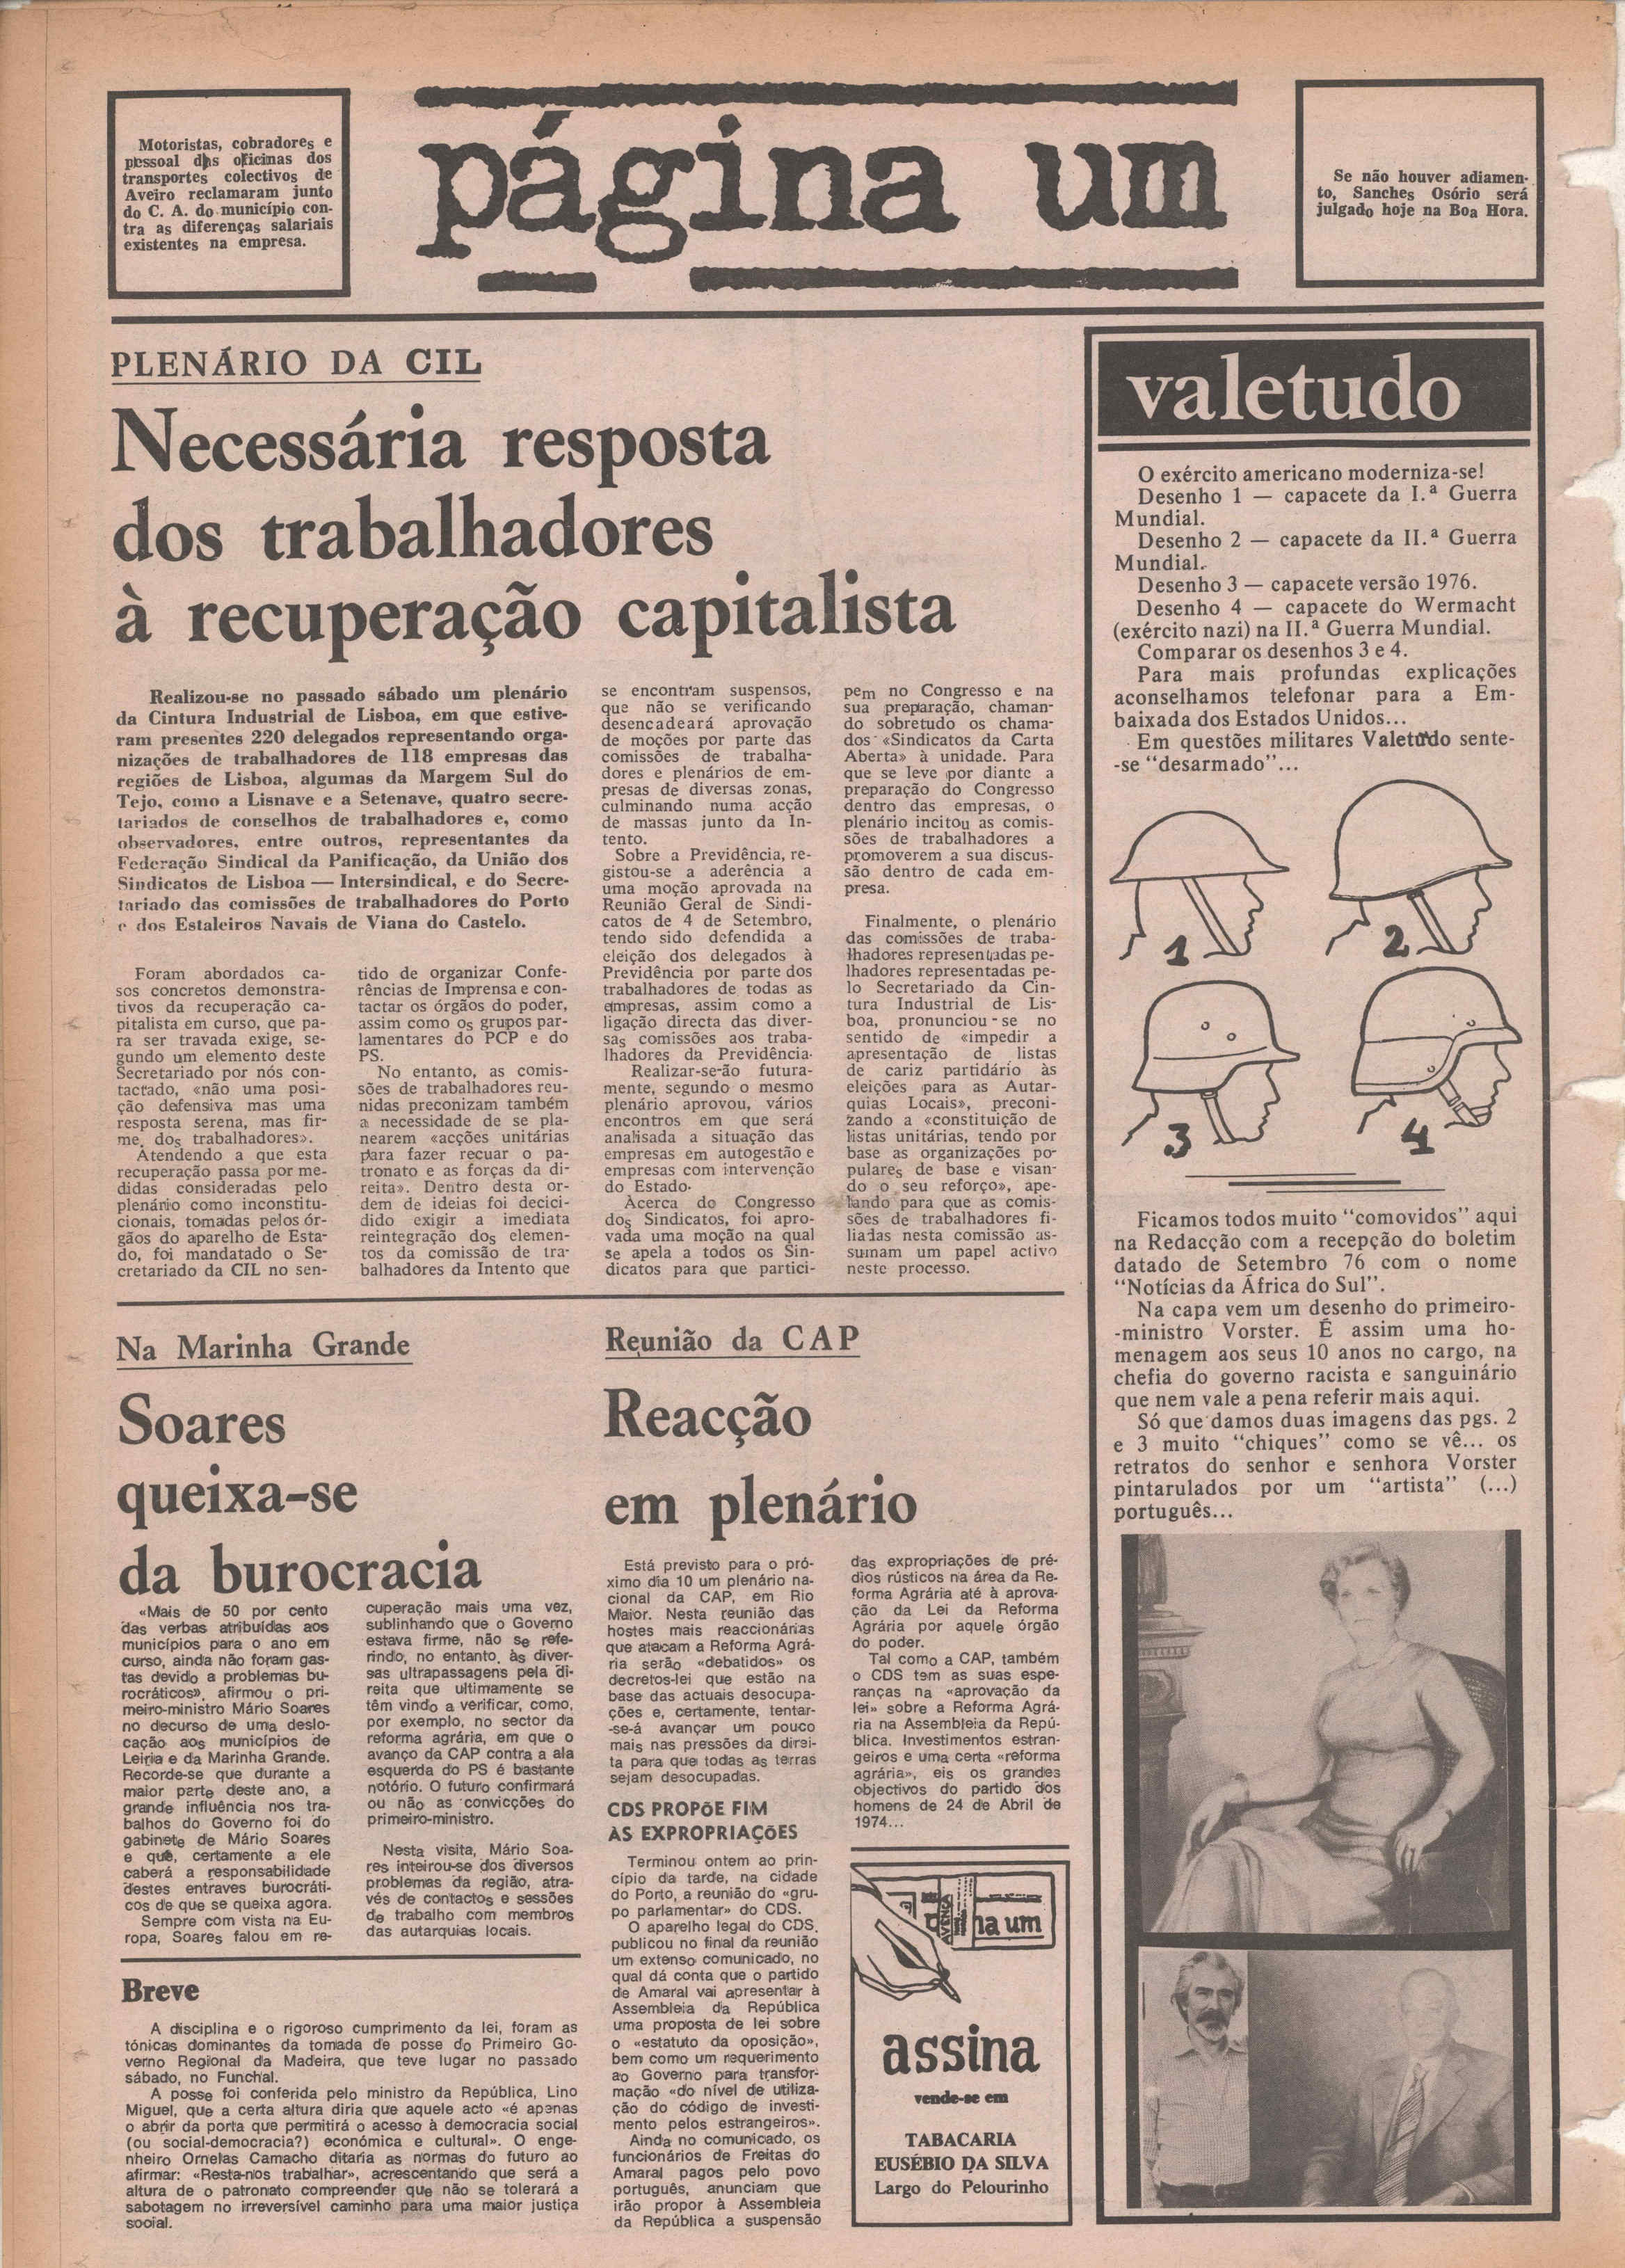 Motoristas, cobradores e
pessoal das oficinas dos
transportes colectivos de
Aveiro reclamaram junto
do C. A. do município con-
tra as diferenças salariais
existentes na empresa.
página um
Se não houver adiamen-
to, Sanches Osório será
julgado hoje na Boa Hora.
PLENÁRIO DA CIL
Necessária resposta
dos trabalhadores
à recuperação capitalista
Realizou-se no passado sábado um plenário
da Cintura Industrial de Lisboa, em que estive-
ram presentes 220 delegados representando orga-
nizações de trabalhadores de 118 empresas das
regiões de Lisboa, algumas da Margem Sul do
Tejo, como a Lisnave e a Setenave, quatro secre-
tariados de conselhos de trabalhadores e, como
observadores, entre outros, representantes da
Federação Sindical da Panificação, da União dos
Sindicatos de Lisboa — Intersindical, e do Secre-
tariado das comissões de trabalhadores do Porto
e dos Estaleiros Navais de Viana do Castelo.
Foram abordados ca-
sos concretos demonstra-
tivos da recuperação ca-
pitalista em curso, que pa-
ra ser travada exige, se-
gundo um elemento deste
Secretariado por nós con-
tactado, «não uma posi-
ção defensiva mas uma
resposta serena, mas fir-
me, dos trabalhadores».
Atendendo a que esta
recuperação passa por me-
didas consideradas pelo
plenário como inconstitu-
cionais, tomadas pelos ór-
gãos do aparelho de Esta-
do, foi mandatado o Se-
cretariado da CIL no sen-
tido de organizar Confe-
rências de Imprensa e con-
tactar os órgãos do poder,
assim como os grupos par-
lamentares do PCP e do
PS.
No entanto, as comis-
sões de trabalhadores reu-
nidas preconizam também
a necessidade de se pla-
nearem «acções unitárias
para fazer recuar o pa-
tronato e as forças da di-
reita». Dentro desta or-
dem de ideias foi decici-
dido exigir a imediata
reintegração dos elemen-
tos da comissão de tra-
balhadores da Intento que
se encontram suspensos,
que não se verificando
desencadeará aprovação
de moções por parte das
comissões de trabalha-
dores e plenários de em-
presas de diversas zonas,
culminando numa acção
de massas junto da In-
tento.
Sobre a Previdência, re-
gistou-se a aderência a
uma moção aprovada na
Reunião Geral de Sindi-
catos de 4 de Setembro,
tendo sido defendida a
eleição dos delegados à
Previdência por parte dos
trabalhadores de todas as
empresas, assim como a
ligação directa das diver-
sas comissões aos traba-
lhadores da Previdência.
Realizar-se-ão futura-
mente, segundo o mesmo
plenário aprovou, vários
encontros em que será
analisada a situação das
empresas em autogestão e
empresas com intervenção
do Estado.
Àcerca do Congresso
dos Sindicatos, foi apro-
vada uma moção na qual
se apela a todos os Sin-
dicatos para que partici-
pem no Congresso e na
sua preparação, chaman-
do sobretudo os chama-
dos «Sindicatos da Carta
Aberta» à unidade. Para
que se leve por diante a
preparação do Congresso
dentro das empresas, o
plenário incitou as comis-
sões de trabalhadores a
promoverem a sua discus-
são dentro de cada em-
presa.
Finalmente, o plenário
das comissões de traba-
lhadores representadas pe-
lhadores representadas pe-
lo Secretariado da Cin-
tura Industrial de Lis-
boa, pronunciou-se no
sentido de «impedir a
apresentação de listas
de cariz partidário às
eleições para as Autar-
quias Locais», preconi-
zando a «constituição de
listas unitárias, tendo por
base as organizações po-
pulares de base e visan-
do o seu reforço», ape-
lando para que as comis-
sões de trabalhadores fi-
liadas nesta comissão as-
sumam um papel activo
neste processo.
Na Marinha Grande
Soares
queixa-se
da burocracia
«Mais de 50 por cento
das verbas atribuídas aos
municípios para o ano em
curso, ainda não foram gas-
tas devido a problemas bu-
rocráticos», afirmou o pri-
meiro-ministro Mário Soares
no decurso de uma deslo-
cação aos municípios de
Leiria e da Marinha Grande.
Recorde-se que durante a
maior parte deste ano, a
grande influência nos tra-
balhos do Governo foi do
gabinete de Mário Soares
e que, certamente a ele
caberá a responsabilidade
destes entraves burocráti-
cos de que se queixa agora.
Sempre com vista na Eu-
ropa, Soares falou em re-
cuperação mais uma vez,
sublinhando que o Governo
estava firme, não se refe-
rindo, no entanto, às diver-
sas ultrapassagens pela di-
reita que ultimamente se
têm vindo a verificar, como,
por exemplo, no sector da
reforma agrária, em que o
avanço da CAP contra a ala
esquerda do PS é bastante
notório. O futuro confirmará
ou não as convicções do
primeiro-ministro.
Nesta visita, Mário Soa-
res inteirou-se dos diversos
problemas da região, atra-
vés de contactos e sessões
de trabalho com membros
das autarquias locais.
Breve
A disciplina e o rigoroso cumprimento da lei, foram as
tónicas dominantes da tomada de posse do Primeiro Go-
verno Regional da Madeira, que teve lugar no passado
sábado, no Funchal.
A posse foi conferida pelo ministro da República, Lino
Miguel, que a certa altura diria que aquele acto «é apenas
o abrir da porta que permitirá o acesso à democracia social
(ou social-democracia?) económica e cultural». O enge-
nheiro Ornelas Camacho ditaria as normas do futuro ao
afirmar: «Resta-nos trabalhar», acrescentando que será a
altura de o patronato compreender que não se tolerará a
sabotagem no irreversível caminho para uma maior justiça
social.
Reunião da CAP
Reacção
em plenário
Está previsto para o pró-
ximo dia 10 um plenário na-
cional da CAP, em Rio
Maior. Nesta reunião das
hostes mais reaccionárias
que atacam a Reforma Agrá-
ria serão «debatidos» os
decretos-lei que estão na
base das actuais desocupa-
ções e, certamente, tentar-
-se-á avançar um pouco
mais nas pressões da direi-
ta para que todas as terras
sejam desocupadas.
CDS PROPÕE FIM
ÀS EXPROPRIAÇÕES
Terminou ontem ao prin-
cípio da tarde, na cidade
do Porto, a reunião do «gru-
po parlamentar» do CDS.
O aparelho legal do CDS,
publicou no final da reunião
um extenso comunicado, no
qual dá conta que o partido
de Amaral vai apresentar à
Assembleia da República
uma proposta de lei sobre
o «estatuto da oposição»,
bem como um requerimento
ao Governo para transfor-
mação «do nível de utiliza-
ção do código de investi-
mento pelos estrangeiros».
Ainda no comunicado, os
funcionários de Freitas do
Amaral pagos pelo povo
português, anunciam que
irão propor à Assembleia
da República a suspensão
das expropriações de pré-
dios rústicos na área da Re-
forma Agrária até à aprova-
ção da Lei da Reforma
Agrária por aquele órgão
do poder.
Tal como a CAP, também
o CDS tem as suas espe-
ranças na «aprovação da
lei» sobre a Reforma Agrá-
ria na Assembleia da Repú-
blica. Investimentos estran-
geiros e uma certa «reforma
agrária», eis os grandes
objectivos do partido dos
homens de 24 de Abril de
1974...
AVENÇA
na um
assina
vende-se em
TABACARIA
EUSÉBIO DA SILVA
Largo do Pelourinho
valetudo
O exército americano moderniza-se!
Desenho 1 — capacete da I.ª Guerra
Mundial.
Desenho 2 — capacete da II.ª Guerra
Mundial.
Desenho 3 — capacete versão 1976.
Desenho 4 — capacete do Wermacht
(exército nazi) na II.ª Guerra Mundial.
Comparar os desenhos 3 e 4.
Para mais profundas explicações
aconselhamos telefonar para a Em-
baixada dos Estados Unidos...
Em questões militares Valetudo sente-
-se "desarmado"...
1
2
3
4
Ficamos todos muito "comovidos" aqui
na Redacção com a recepção do boletim
datado de Setembro 76 com o nome
"Notícias da África do Sul".
Na capa vem um desenho do primeiro-
-ministro Vorster. É assim uma ho-
menagem aos seus 10 anos no cargo, na
chefia do governo racista e sanguinário
que nem vale a pena referir mais aqui.
Só que damos duas imagens das pgs. 2
e 3 muito "chiques" como se vê... os
retratos do senhor e senhora Vorster
pintarulados por um "artista" (...)
português...